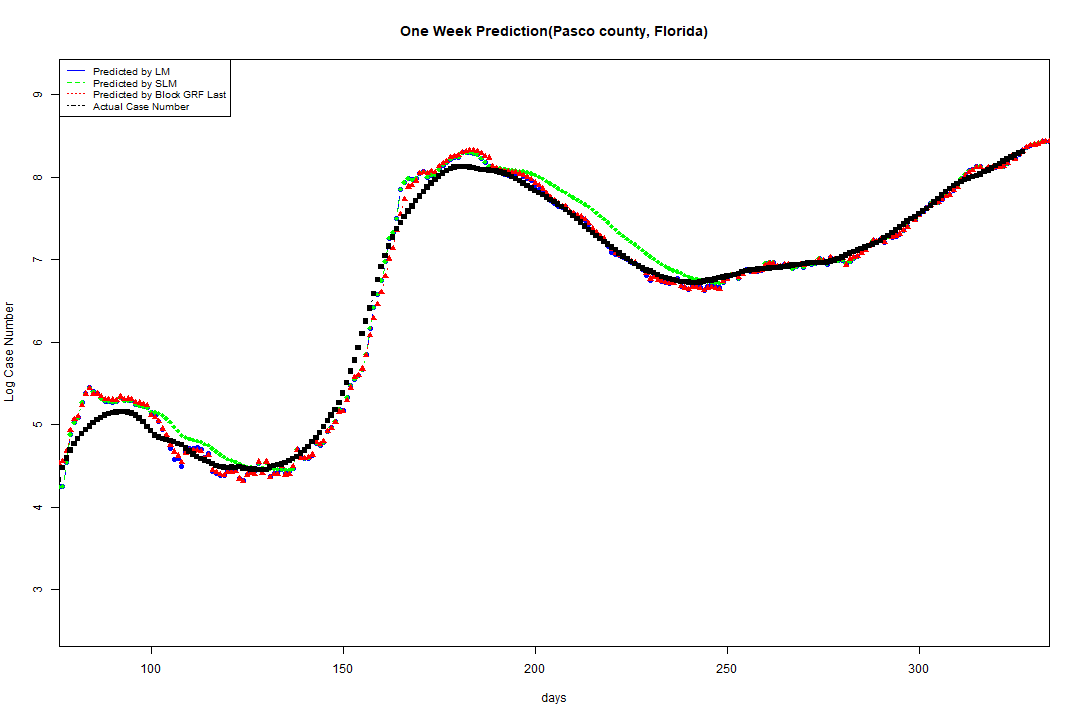 One Week Prediction(Pasco county, Florida)
Predicted by LM
Predicted by SLM
Predicted by Block GRF Last
Actual Case Number
9
8
7
6
5
4
3
Log Case Number
100 150 200 250 300
days